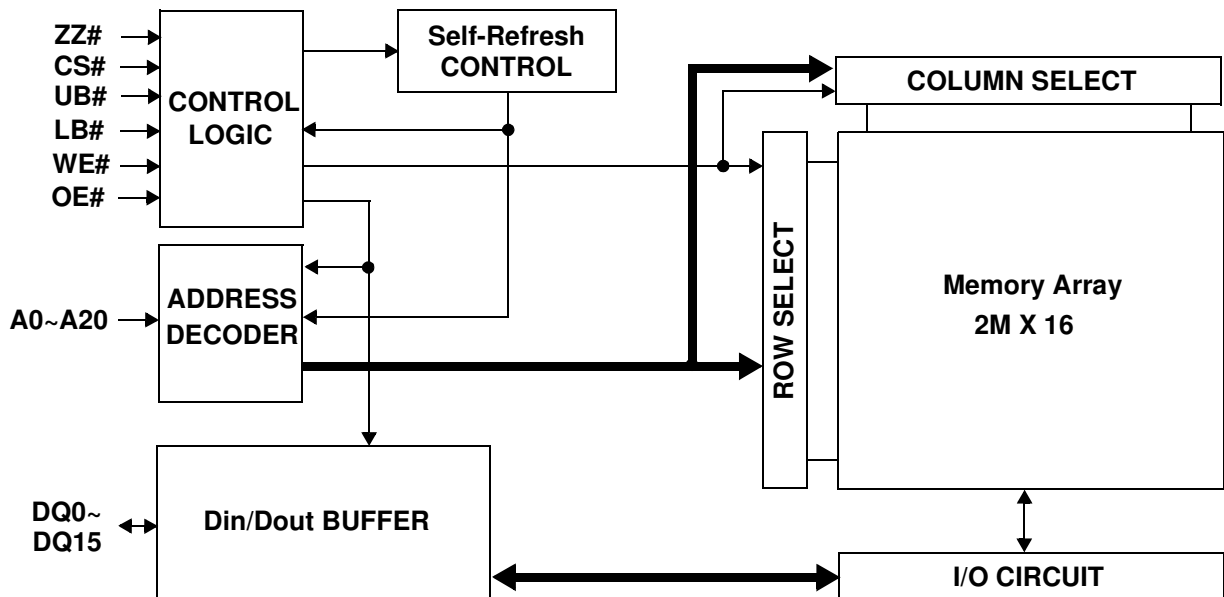 ZZ#
CS#
UB#
LB#
WE#
OE#
CONTROL
LOGIC
Self-Refresh
CONTROL
COLUMN SELECT
A0~A20
ADDRESS
DECODER
ROW SELECT
Memory Array
2M X 16
DQ0~
DQ15
Din/Dout BUFFER
I/O CIRCUIT